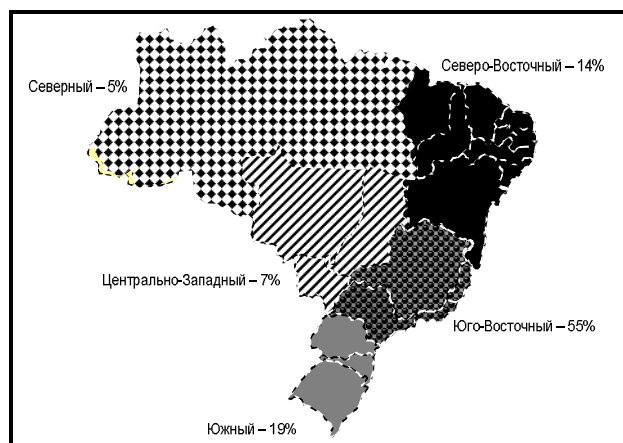 Северо-Восточный – 14%
Северный – 5%
Центрально-Западный – 7%
Юго-Восточный – 55%
Южный – 19%